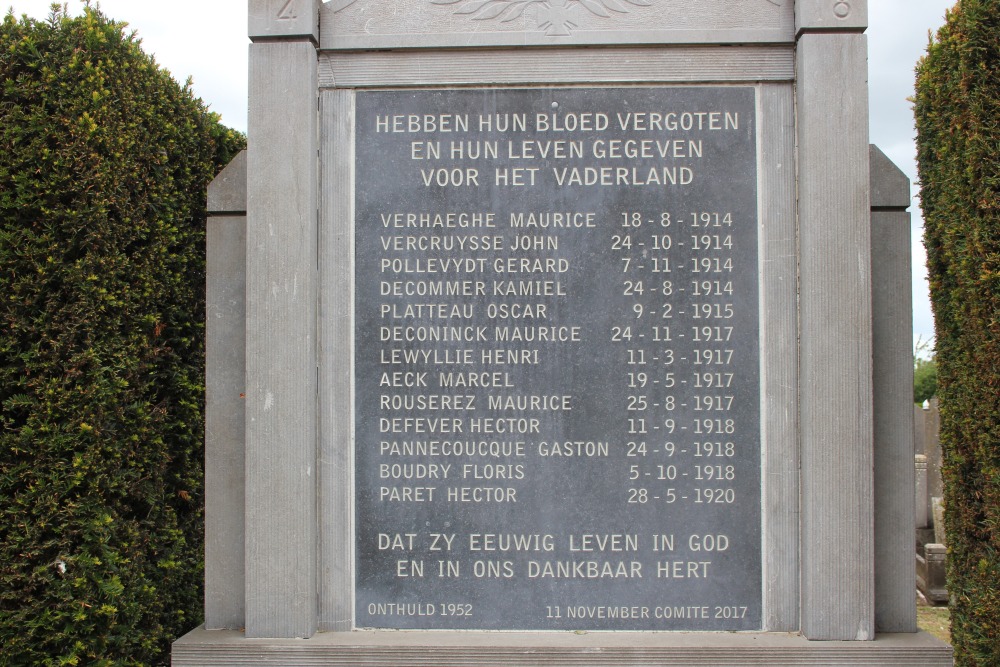 4 8
HEBBEN HUN BLOED VERGOTEN
EN HUN LEVEN GEGEVEN
VOOR HET VADERLAND
VERHAEGHE MAURICE 18-8-1914
VERCRUYSSE JOHN 24-10-1914
POLLEVYDT GERARD 7-11-1914
DECOMMER KAMIEL 24-8-1914
PLATTEAU OSCAR 9-2-1915
DECONINCK MAURICE 24-11-1917
LEWYLLIE HENRI 11-3-1917
AECK MARCEL 19-5-1917
ROUSEREZ MAURICE 25-8-1917
DEFEVER HECTOR 11-9-1918
PANNECOUCQUE GASTON 24-9-1918
BOUDRY FLORIS 5-10-1918
PARET HECTOR 28-5-1920
DAT ZY EEUWIG LEVEN IN GOD
EN IN ONS DANKBAAR HERT
ONTHULD 1952 11 NOVEMBER COMITE 2017